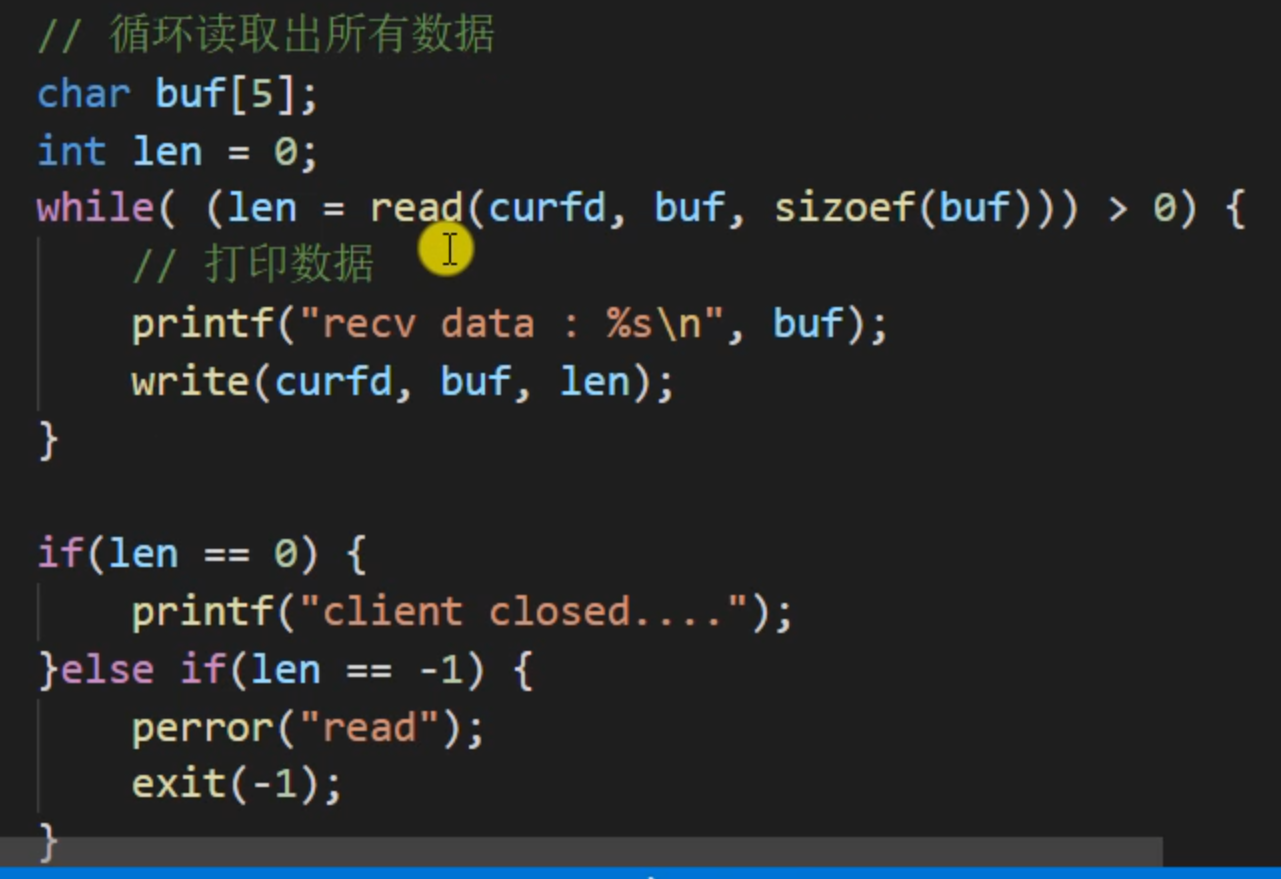 // 循环读取出所有数据
char buf[5];
int len = 0;
while( (len = read(curfd, buf, sizoef(buf))) > 0) {
// 打印数据
printf("recv data : %s\n", buf);
write(curfd, buf, len);
}
if(len == 0) {
printf("client closed....");
}else if(len == -1) {
perror("read");
exit(-1);
}